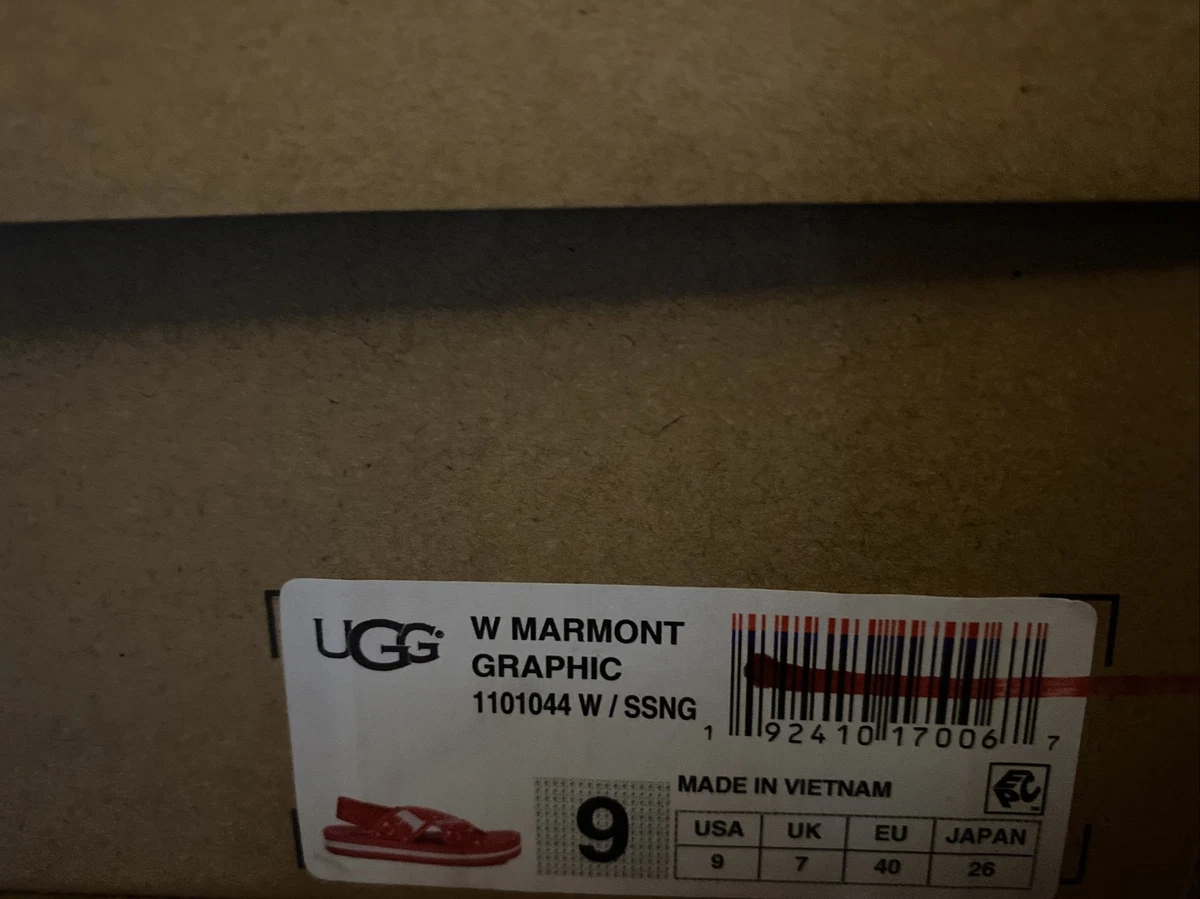 UGG®
W MARMONT
GRAPHIC
1101044 W / SSNG
1 92410 17006 7
MADE IN VIETNAM
EPC
9
USA UK EU JAPAN
9 7 40 26